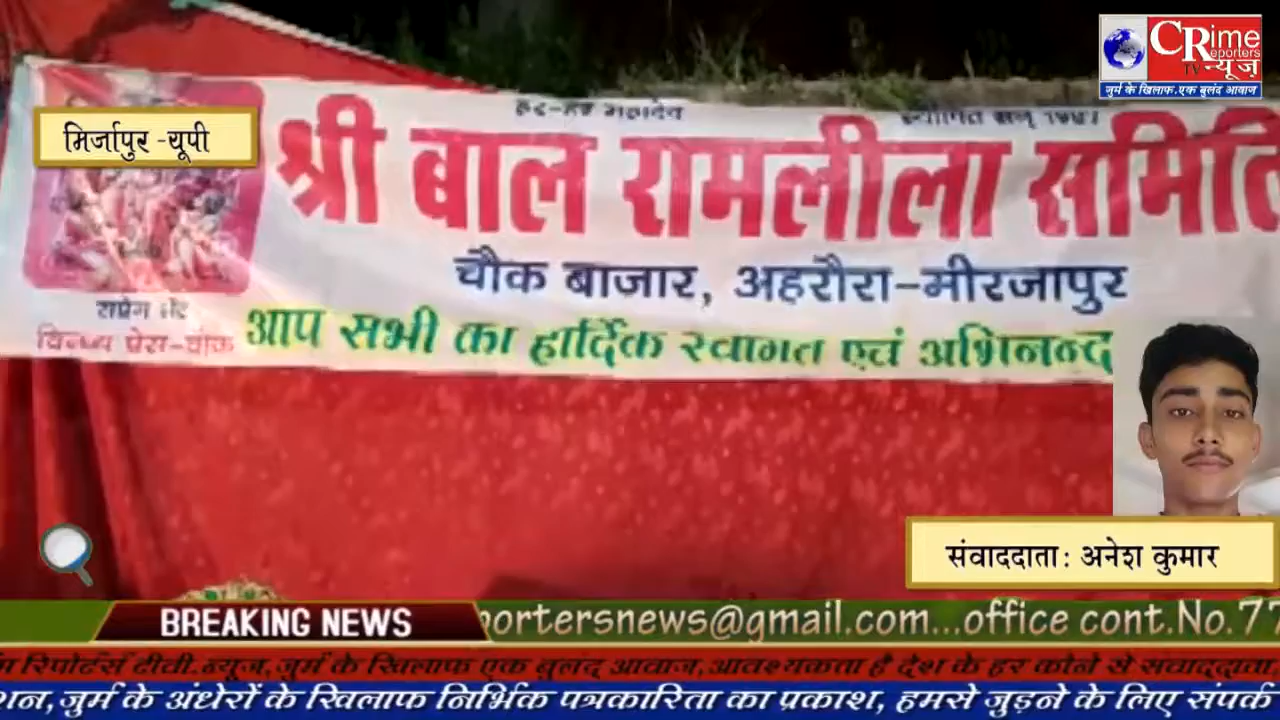 CRime
Reporters
TV न्यूज़
जुर्म के खिलाफ.एक बुलंद आवाज
मिर्जापुर -यूपी
हर-हर महादेव
श्री बाल रामलीला समिति
चौक बाजार, अहरौरा-मीरजापुर
सप्रेम भेंट
आप सभी का हार्दिक स्वागत एवं अभिनन्द
संवाददाता: अनेश कुमार
BREAKING NEWS
portersnews@gmail.com...office cont.No.77
रिपोर्टर्स टीवी.न्यूज,जुर्म के खिलाफ एक बुलंद आवाज,आवश्यकता है देश के हर कोने से संवाददाता,
शन,जुर्म के अंधेरों के खिलाफ निर्भिक पत्रकारिता का प्रकाश, हमसे जुड़ने के लिए संपर्क